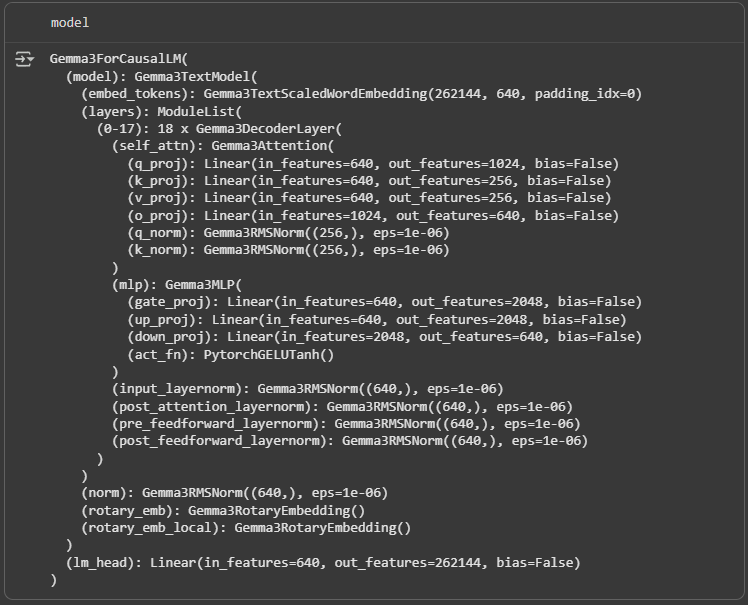 model
Gemma3ForCausalLM(
  (model): Gemma3TextModel(
    (embed_tokens): Gemma3TextScaledWordEmbedding(262144, 640, padding_idx=0)
    (layers): ModuleList(
      (0-17): 18 x Gemma3DecoderLayer(
        (self_attn): Gemma3Attention(
          (q_proj): Linear(in_features=640, out_features=1024, bias=False)
          (k_proj): Linear(in_features=640, out_features=256, bias=False)
          (v_proj): Linear(in_features=640, out_features=256, bias=False)
          (o_proj): Linear(in_features=1024, out_features=640, bias=False)
          (q_norm): Gemma3RMSNorm((256,), eps=1e-06)
          (k_norm): Gemma3RMSNorm((256,), eps=1e-06)
        )
        (mlp): Gemma3MLP(
          (gate_proj): Linear(in_features=640, out_features=2048, bias=False)
          (up_proj): Linear(in_features=640, out_features=2048, bias=False)
          (down_proj): Linear(in_features=2048, out_features=640, bias=False)
          (act_fn): PytorchGELUTanh()
        )
        (input_layernorm): Gemma3RMSNorm((640,), eps=1e-06)
        (post_attention_layernorm): Gemma3RMSNorm((640,), eps=1e-06)
        (pre_feedforward_layernorm): Gemma3RMSNorm((640,), eps=1e-06)
        (post_feedforward_layernorm): Gemma3RMSNorm((640,), eps=1e-06)
      )
    )
    (norm): Gemma3RMSNorm((640,), eps=1e-06)
    (rotary_emb): Gemma3RotaryEmbedding()
    (rotary_emb_local): Gemma3RotaryEmbedding()
  )
  (lm_head): Linear(in_features=640, out_features=262144, bias=False)
)